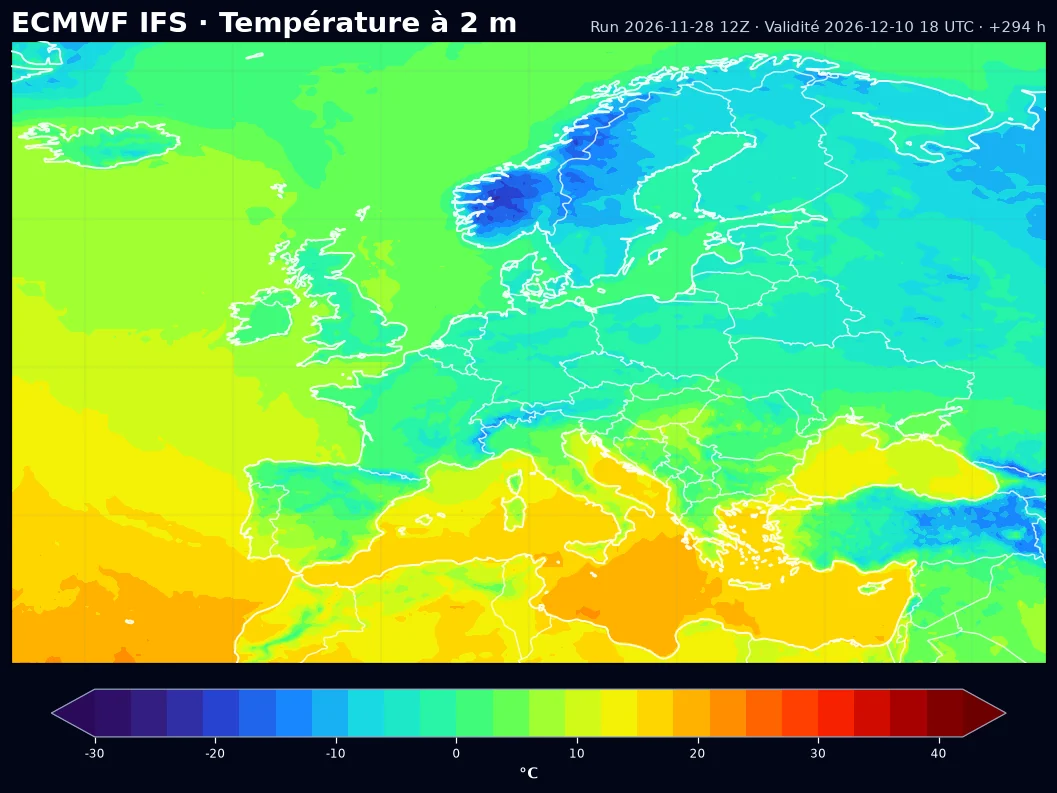 ECMWF IFS · Température à 2 m
Run 2026-11-28 12Z · Validité 2026-12-10 18 UTC · +294 h
-30 -20 -10 0 10 20 30 40
°C